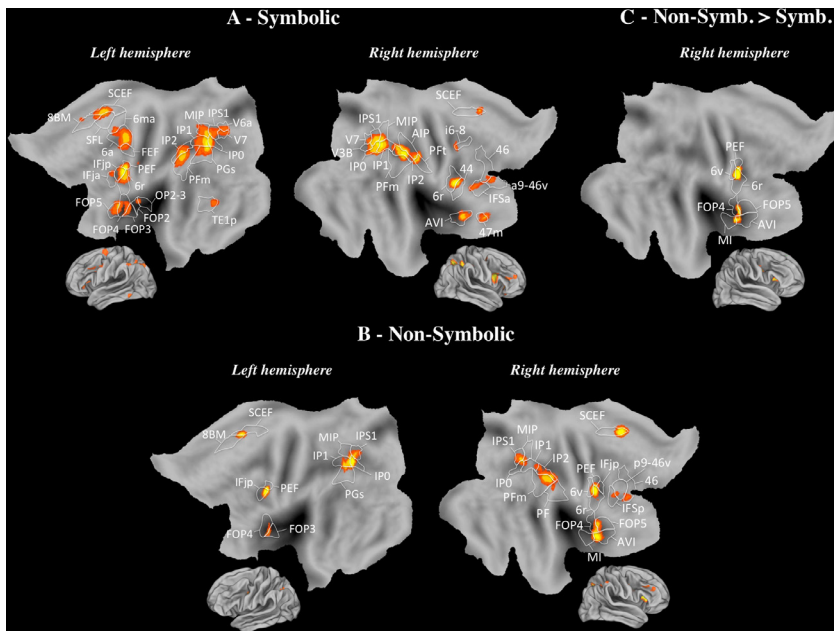 A - Symbolic
C - Non-Symb. > Symb.
Left hemisphere
Right hemisphere
Right hemisphere
SCEF
8BM
6ma
SFL
6a
FEF
IFJp
IFJa
PEF
6r
FOP5
OP2-3
FOP2
FOP4
FOP3
MIP
IPS1
V6a
IP1
IP2
V7
IP0
PGs
PFm
TE1p
SCEF
IPS1
MIP
V7
AIP
i6-8
46
V3B
PFt
IP0
IP1
IP2
PFm
44
6r
a9-46v
IFSa
AVI
47m
PEF
6v
6r
FOP4
FOP5
AVI
MI
B - Non-Symbolic
Left hemisphere
Right hemisphere
SCEF
8BM
MIP
IPS1
IP1
IP0
PGs
IFJp
PEF
FOP4
FOP3
SCEF
MIP
IPS1
IP1
IP2
IFJp
p9-46v
PEF
46
IP0
PFm
6v
IFSp
PF
6r
FOP4
FOP5
AVI
MI